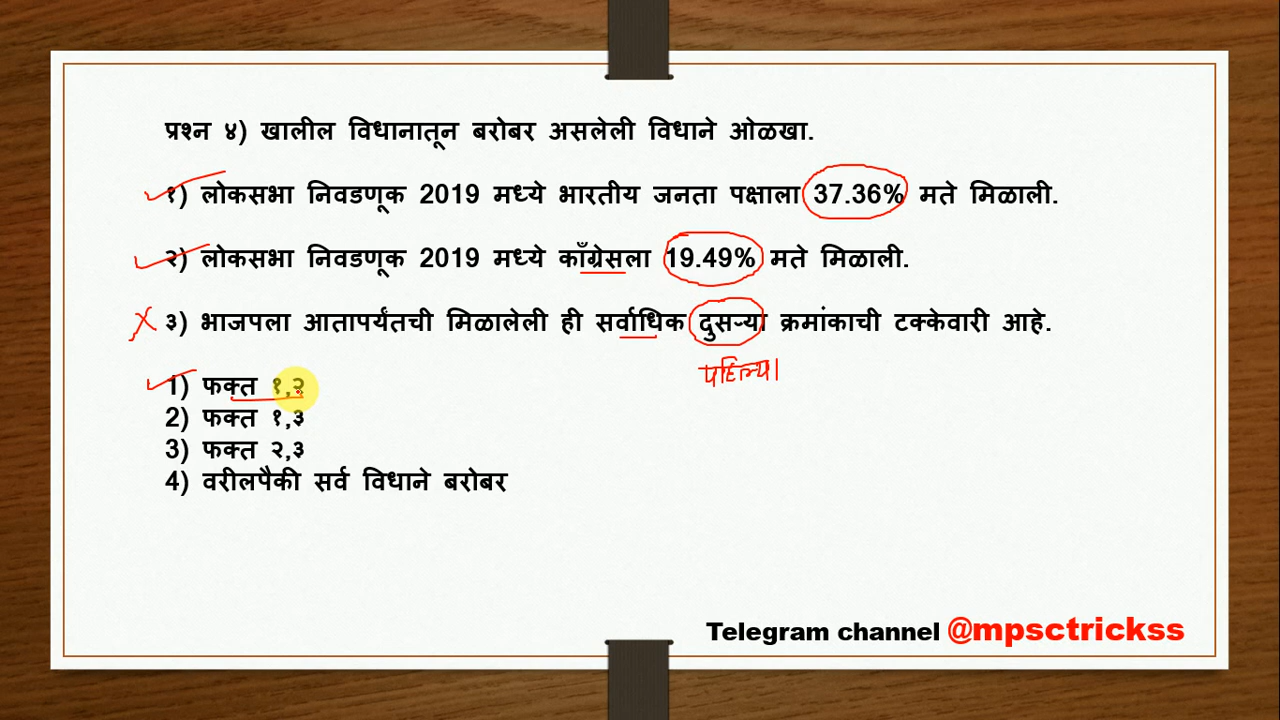 प्रश्न ४) खालील विधानातून बरोबर असलेली विधाने ओळखा.
१) लोकसभा निवडणूक 2019 मध्ये भारतीय जनता पक्षाला 37.36% मते मिळाली.
२) लोकसभा निवडणूक 2019 मध्ये काँग्रेसला 19.49% मते मिळाली.
३) भाजपला आतापर्यंतची मिळालेली ही सर्वाधिक दुसऱ्या क्रमांकाची टक्केवारी आहे.
पहिल्या
1) फक्त १,२
2) फक्त १,३
3) फक्त २,३
4) वरीलपैकी सर्व विधाने बरोबर
Telegram channel @mpsctrickss